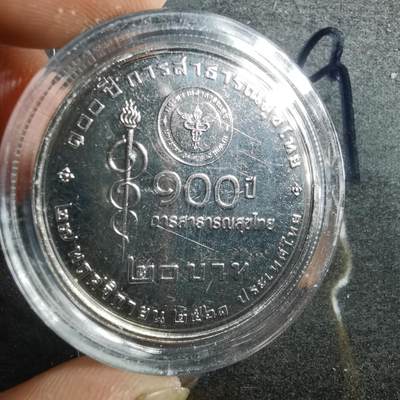 ๑๐๐ ปี การสาธารณสุขไทย
๑๐๐ ปี
การสาธารณสุขไทย
๒๐ บาท
๒๗ พฤศจิกายน ๒๕๖๑ ประเทศไทย